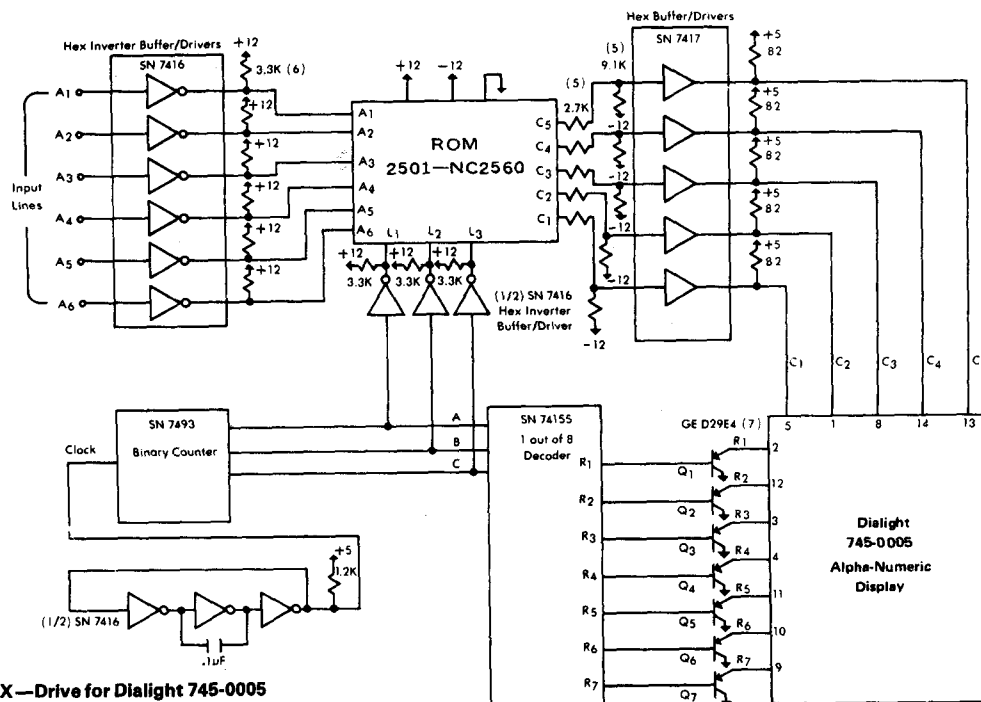 Hex Inverter Buffer/Drivers
SN 7416
+12
3.3K (6)
+12
+12
+12
+12
+12
A1
A2
A3
A4
A5
A6
Input
Lines
+12
-12
A1
A2
A3
A4
A5
A6
ROM
2501—NC2560
C5
C4
C3
C2
C1
L1
L2
L3
+12
+12
+12
3.3K
3.3K
3.3K
(1/2) SN 7416
Hex Inverter
Buffer/Driver
(5)
2.7K
(5)
9.1K
-12
-12
-12
-12
-12
Hex Buffer/Drivers
SN 7417
+5
82
+5
82
+5
82
+5
82
+5
82
C1
C2
C3
C4
C
SN 7493
Binary Counter
Clock
A
B
C
SN 74155
1 out of 8
Decoder
R1
R2
R3
R4
R5
R6
R7
GE D29E4 (7)
Q1
Q2
Q3
Q4
Q5
Q6
Q7
R1
R2
R3
R4
R5
R6
R7
5
1
8
14
13
2
12
3
4
11
10
9
Dialight
745-0005
Alpha-Numeric
Display
+5
1.2K
(1/2) SN 7416
.1µF
X—Drive for Dialight 745-0005